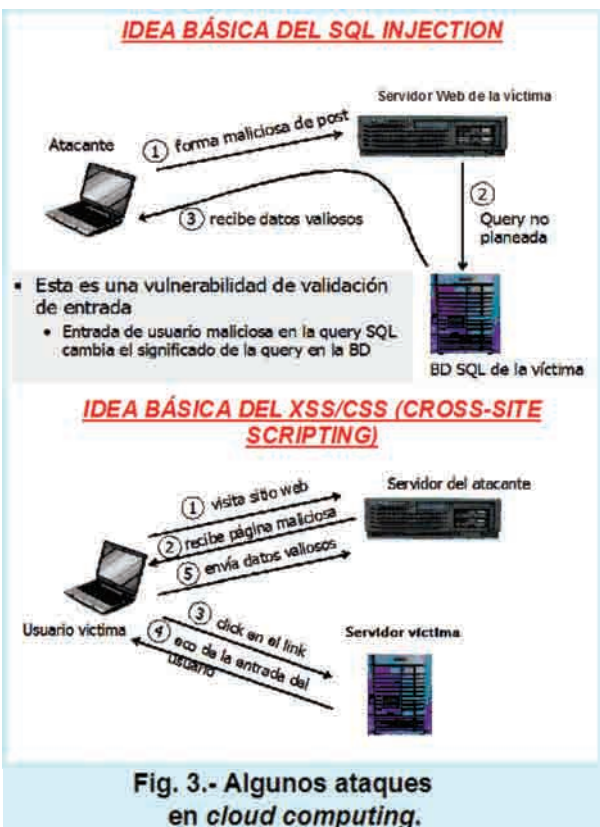 IDEA BÁSICA DEL SQL INJECTION
Servidor Web de la víctima
Atacante
1 forma maliciosa de post
3 recibe datos valiosos
2
Query no
planeada
• Esta es una vulnerabilidad de validación
de entrada
• Entrada de usuario maliciosa en la query SQL
cambia el significado de la query en la BD
BD SQL de la víctima
IDEA BÁSICA DEL XSS/CSS (CROSS-SITE
SCRIPTING)
Servidor del atacante
1 visita sitio web
2 recibe página maliciosa
5 envía datos valiosos
Usuario víctima
3 click en el link
4 eco de la entrada del
usuario
Servidor víctima
Fig. 3.- Algunos ataques
en cloud computing.